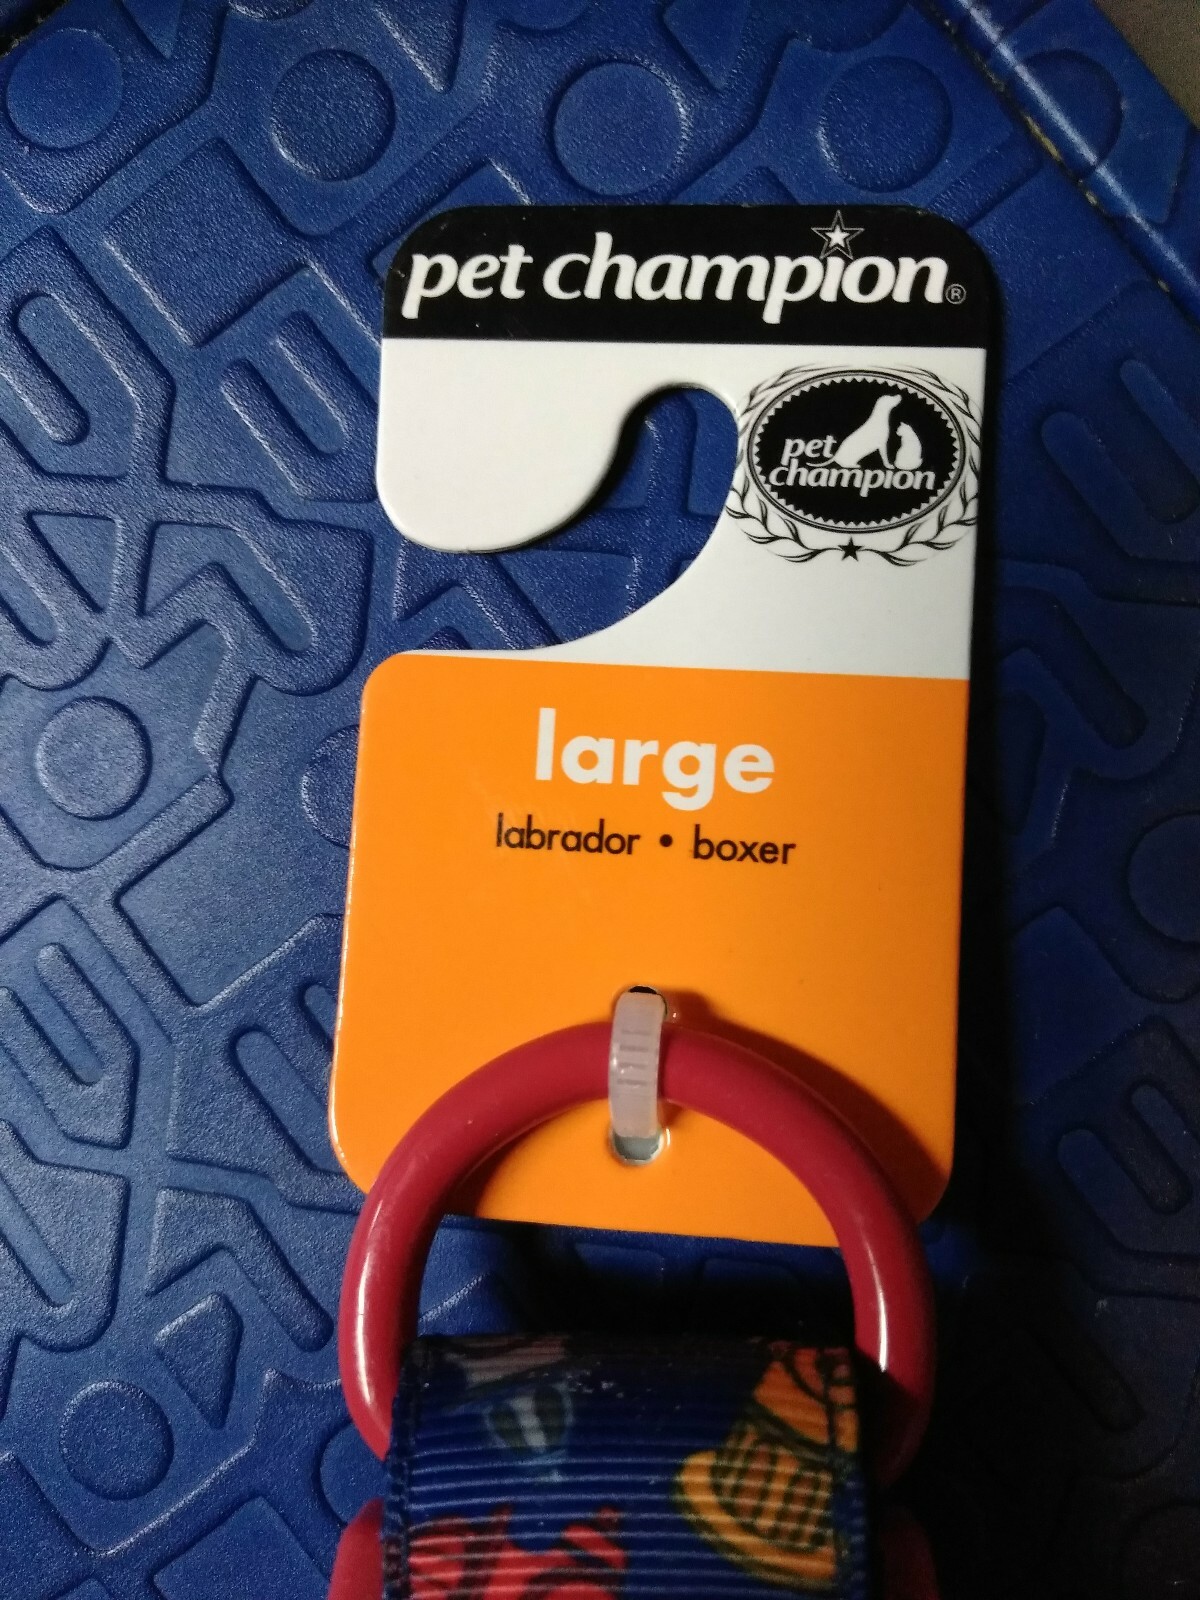 pet champion®
pet
champion
large
labrador • boxer